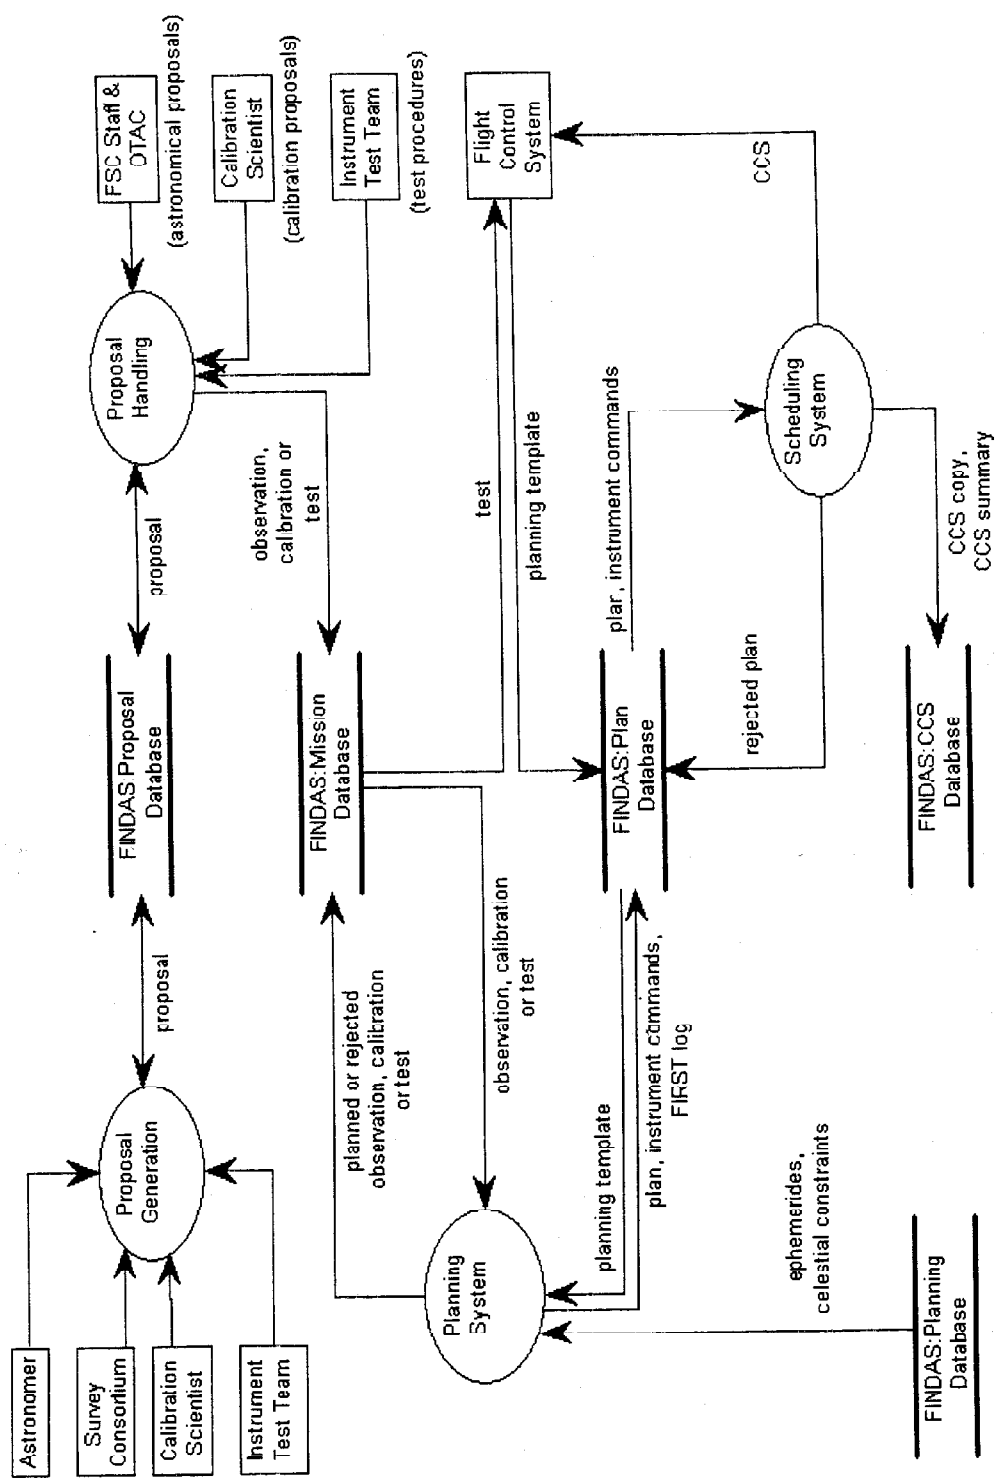 Astronomer
Survey
Consortium
Calibration
Scientist
Instrument
Test Team
Proposal
Generation
proposal
FINDAS:Proposal
Database
proposal
Proposal
Handling
FSC Staff &
OTAC
(astronomical proposals)
Calibration
Scientist
(calibration proposals)
Instrument
Test Team
(test procedures)
planned or rejected
observation, calibration
or test
FINDAS:Mission
Database
observation,
calibration or
test
Planning
System
observation, calibration
or test
test
Flight
Control
System
planning template
planning template
plan, instrument commands,
FIRST log
FINDAS:Plan
Database
plar, instrument commands
CCS
Scheduling
System
rejected plan
ephemerides,
celestial constraints
FINDAS:Planning
Database
FINDAS:CCS
Database
CCS copy,
CCS summary